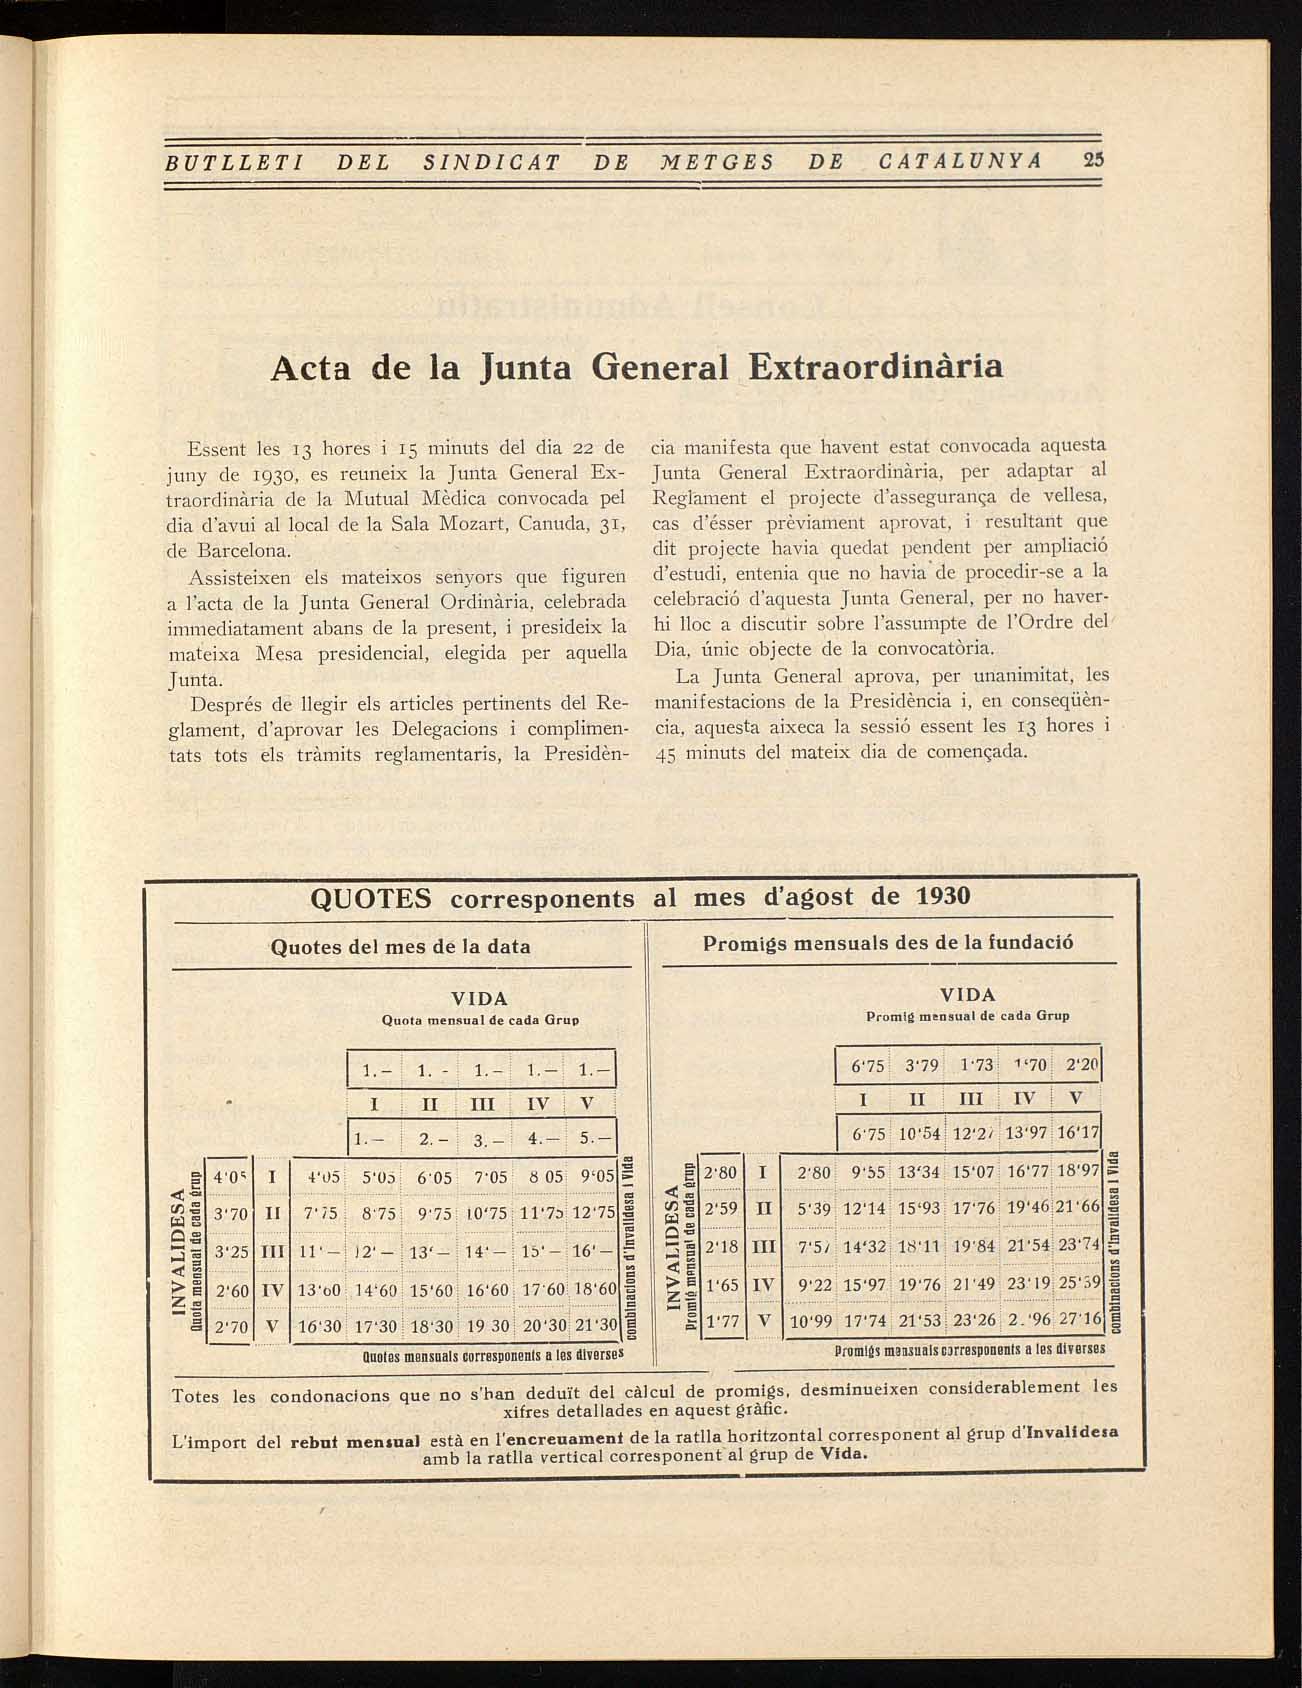 BUTLLETI DEL SINDICAT DE METGES DE CATALUNYA 25
Acta de la Junta General Extraordinària
Essent les 13 hores i 15 minuts del dia 22 de
juny de 1930, es reuneix la Junta General Ex-
traordinària de la Mutual Mèdica convocada pel
dia d'avui al local de la Sala Mozart, Canuda, 31,
de Barcelona.
Assisteixen els mateixos senyors que figuren
a l'acta de la Junta General Ordinària, celebrada
immediatament abans de la present, i presideix la
mateixa Mesa presidencial, elegida per aquella
Junta.
Després de llegir els articles pertinents del Re-
glament, d'aprovar les Delegacions i complimen-
tats tots els tràmits reglamentaris, la Presidèn-
cia manifesta que havent estat convocada aquesta
Junta General Extraordinària, per adaptar al
Reglament el projecte d'assegurança de vellesa,
cas d'ésser prèviament aprovat, i resultant que
dit projecte havia quedat pendent per ampliació
d'estudi, entenia que no havia de procedir-se a la
celebració d'aquesta Junta General, per no haver-
hi lloc a discutir sobre l'assumpte de l'Ordre del
Dia, únic objecte de la convocatòria.
La Junta General aprova, per unanimitat, les
manifestacions de la Presidència i, en conseqüèn-
cia, aquesta aixeca la sessió essent les 13 hores i
45 minuts del mateix dia de començada.
QUOTES corresponents al mes d'agost de 1930
Quotes del mes de la data
VIDA
Quota mensual de cada Grup
1.— 1. - 1.— 1.— 1.—
I II III IV V
1.— 2.— 3.— 4.— 5.—
INVALIDESA
Quota mensual de cada grup
4'05 I 4'05 5'05 6'05 7'05 8 05 9'05
3'70 II 7'75 8'75 9'75 10'75 11'75 12'75
3'25 III 11'— 12'— 13'— 14'— 15'— 16'—
2'60 IV 13'60 14'60 15'60 16'60 17'60 18'60
2'70 V 16'30 17'30 18'30 19 30 20'30 21'30
Quotes mensuals corresponents a les diverses
combinacions d'Invalidesa i Vida
Promigs mensuals des de la fundació
VIDA
Promig mensual de cada Grup
6'75 3'79 1'73 1'70 2'20
I II III IV V
6'75 10'54 12'27 13'97 16'17
INVALIDESA
Promig mensual de cada grup
2'80 I 2'80 9'55 13'34 15'07 16'77 18'97
2'59 II 5'39 12'14 15'93 17'76 19'46 21'66
2'18 III 7'57 14'32 18'11 19'84 21'54 23'74
1'65 IV 9'22 15'97 19'76 21'49 23'19 25'39
1'77 V 10'99 17'74 21'53 23'26 27'16
Promigs mensuals corresponents a les diverses
combinacions d'Invalidesa i Vida
Totes les condonacions que no s'han deduït del càlcul de promigs, desminueixen considerablement les
xifres detallades en aquest gràfic.
L'import del rebut mensual està en l'encreuament de la ratlla horitzontal corresponent al grup d'Invalidesa
amb la ratlla vertical corresponent al grup de Vida.